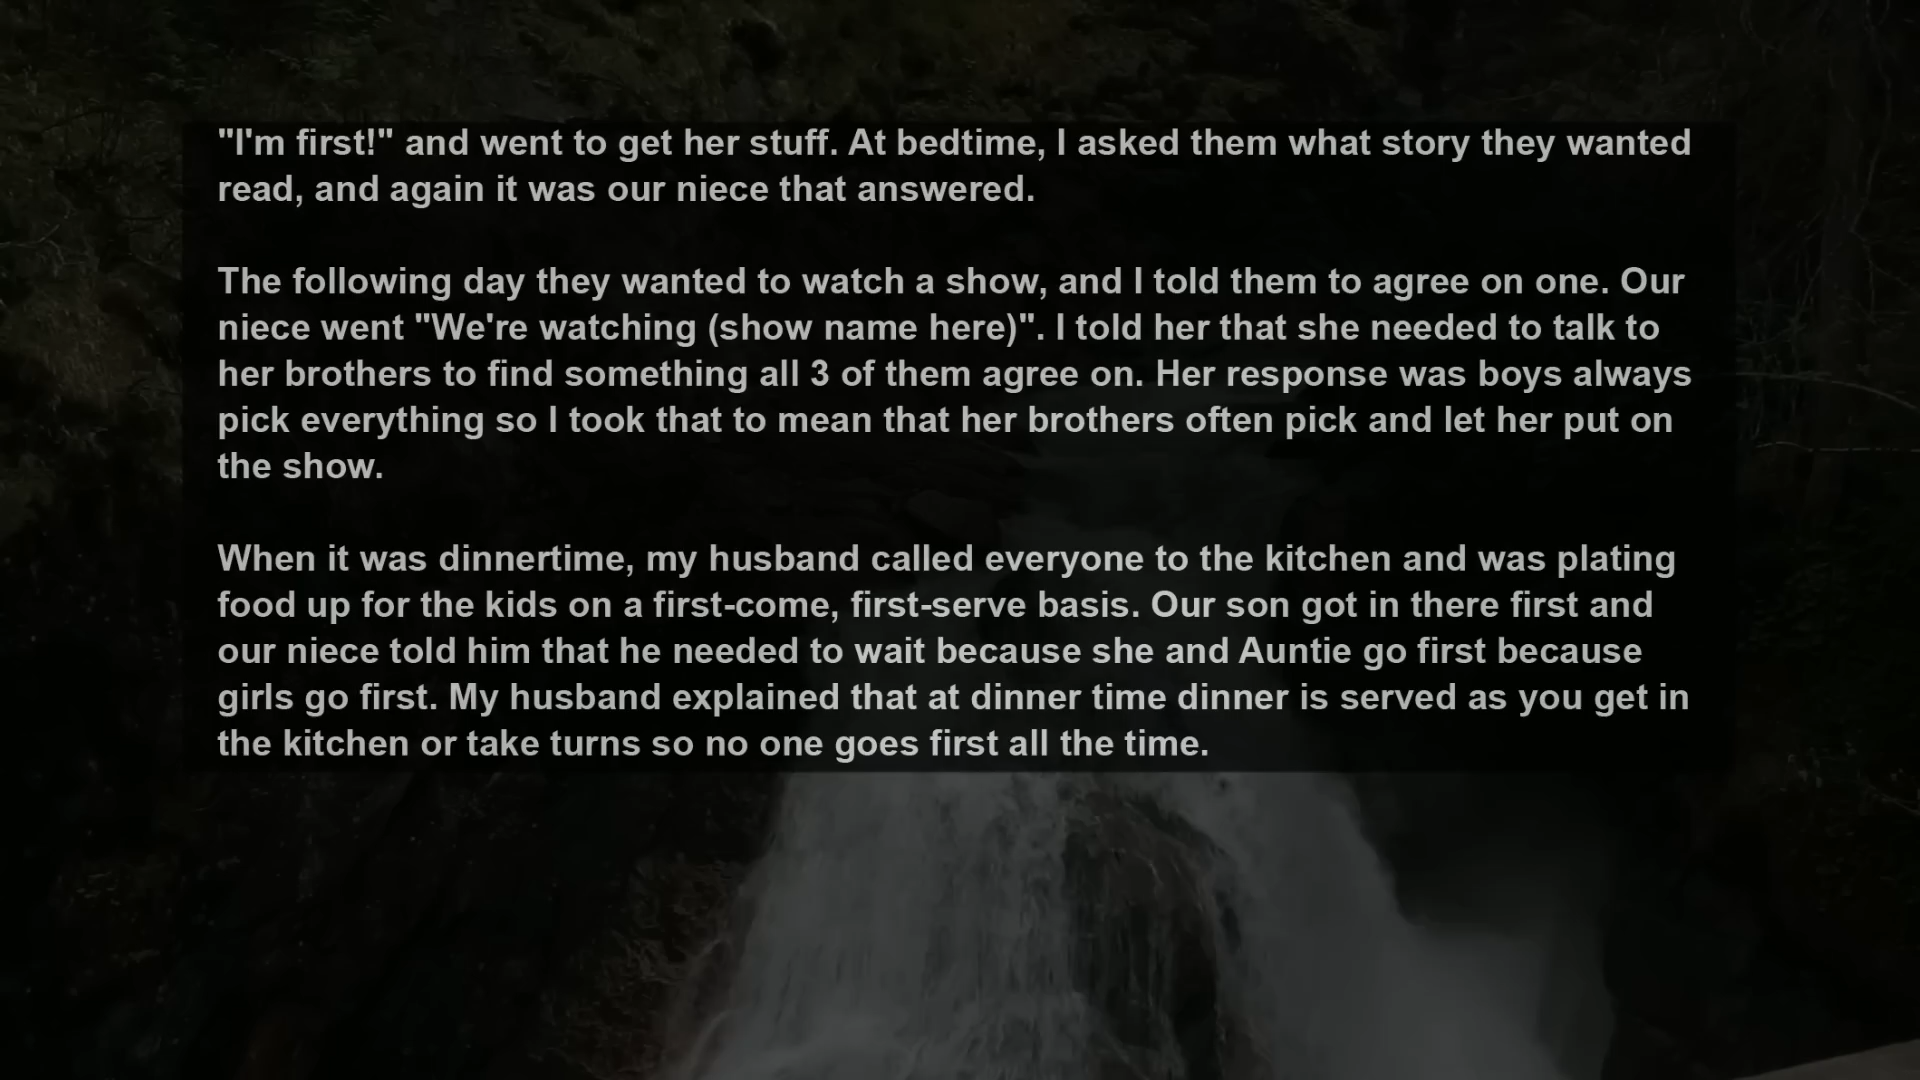 "I'm first!" and went to get her stuff. At bedtime, I asked them what story they wanted
read, and again it was our niece that answered.
The following day they wanted to watch a show, and I told them to agree on one. Our
niece went "We're watching (show name here)". I told her that she needed to talk to
her brothers to find something all 3 of them agree on. Her response was boys always
pick everything so I took that to mean that her brothers often pick and let her put on
the show.
When it was dinnertime, my husband called everyone to the kitchen and was plating
food up for the kids on a first-come, first-serve basis. Our son got in there first and
our niece told him that he needed to wait because she and Auntie go first because
girls go first. My husband explained that at dinner time dinner is served as you get in
the kitchen or take turns so no one goes first all the time.